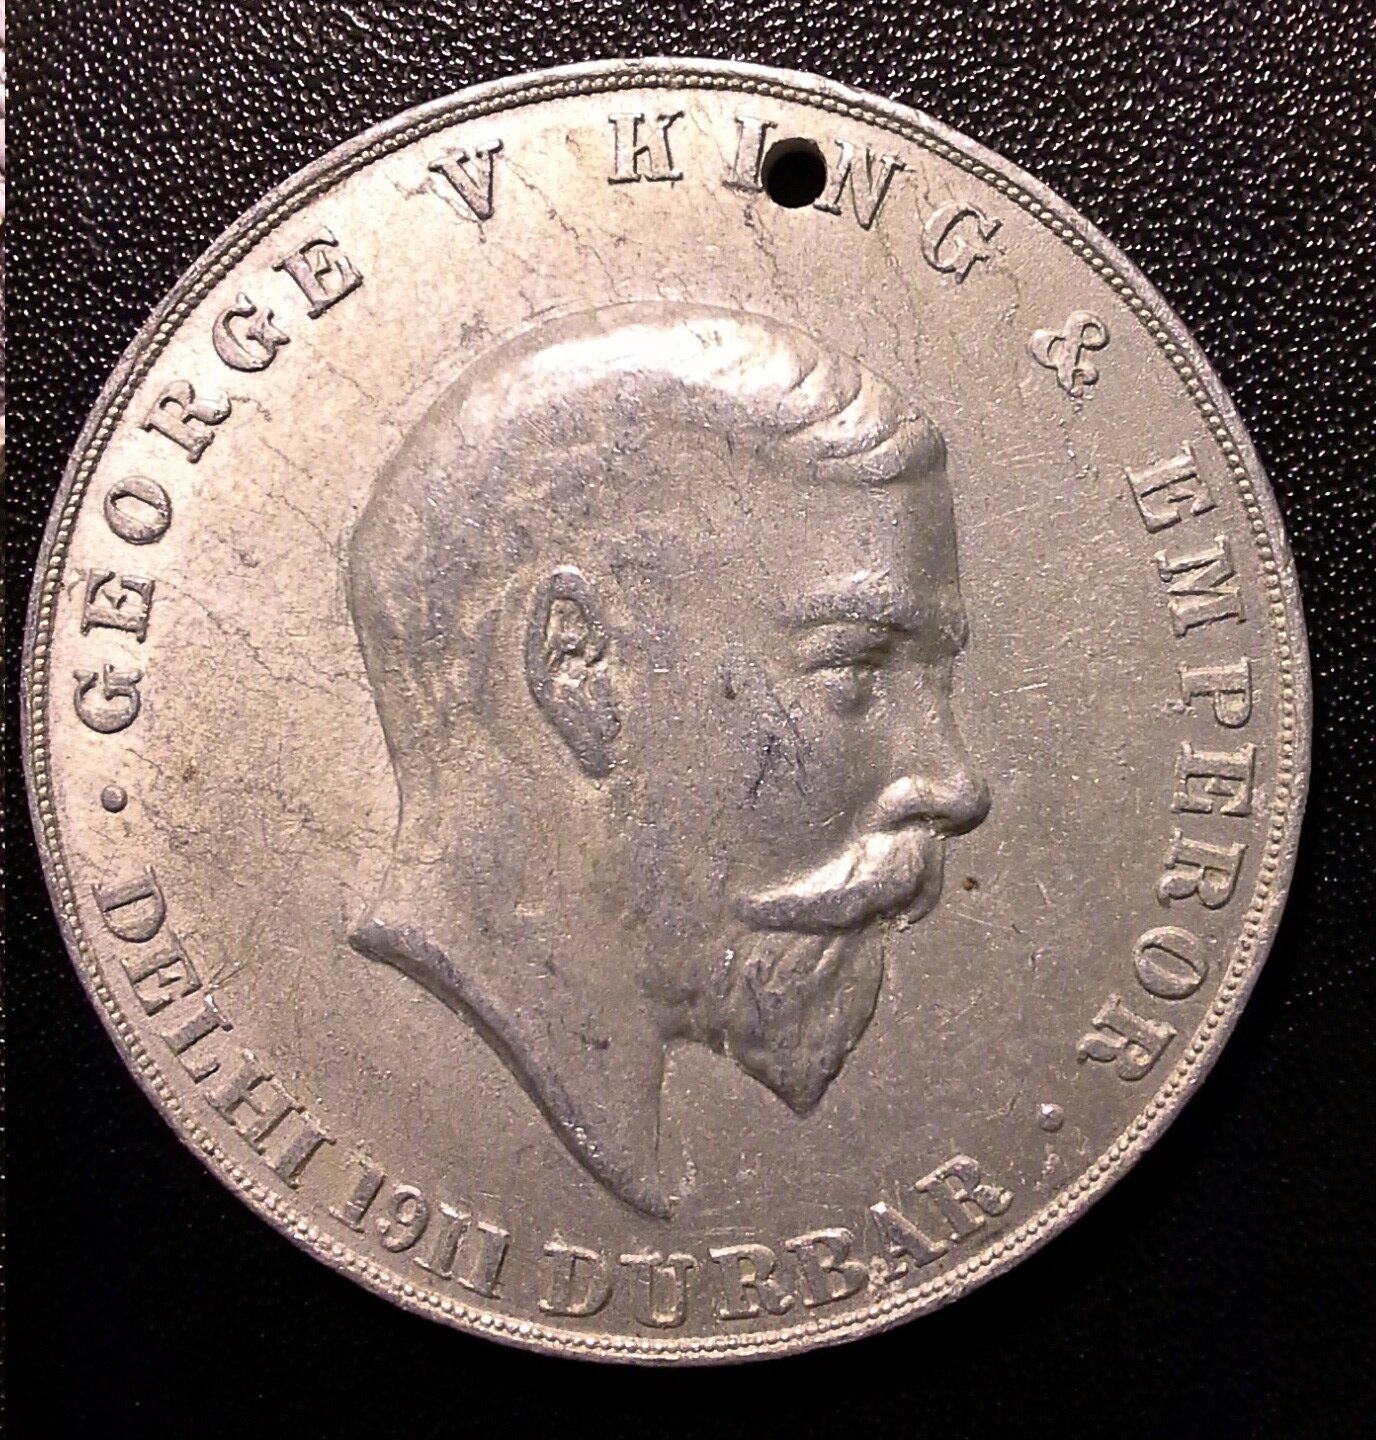 GEORGE V KING & EMPEROR
DELHI 1911 DURBAR